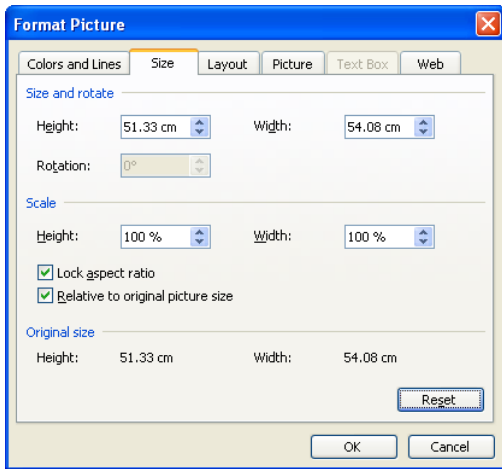 Format Picture
Colors and Lines Size Layout Picture Text Box Web
Size and rotate
Height: 51.33 cm Width: 54.08 cm
Rotation: 0°
Scale
Height: 100 % Width: 100 %
Lock aspect ratio
Relative to original picture size
Original size
Height: 51.33 cm Width: 54.08 cm
Reset
OK Cancel